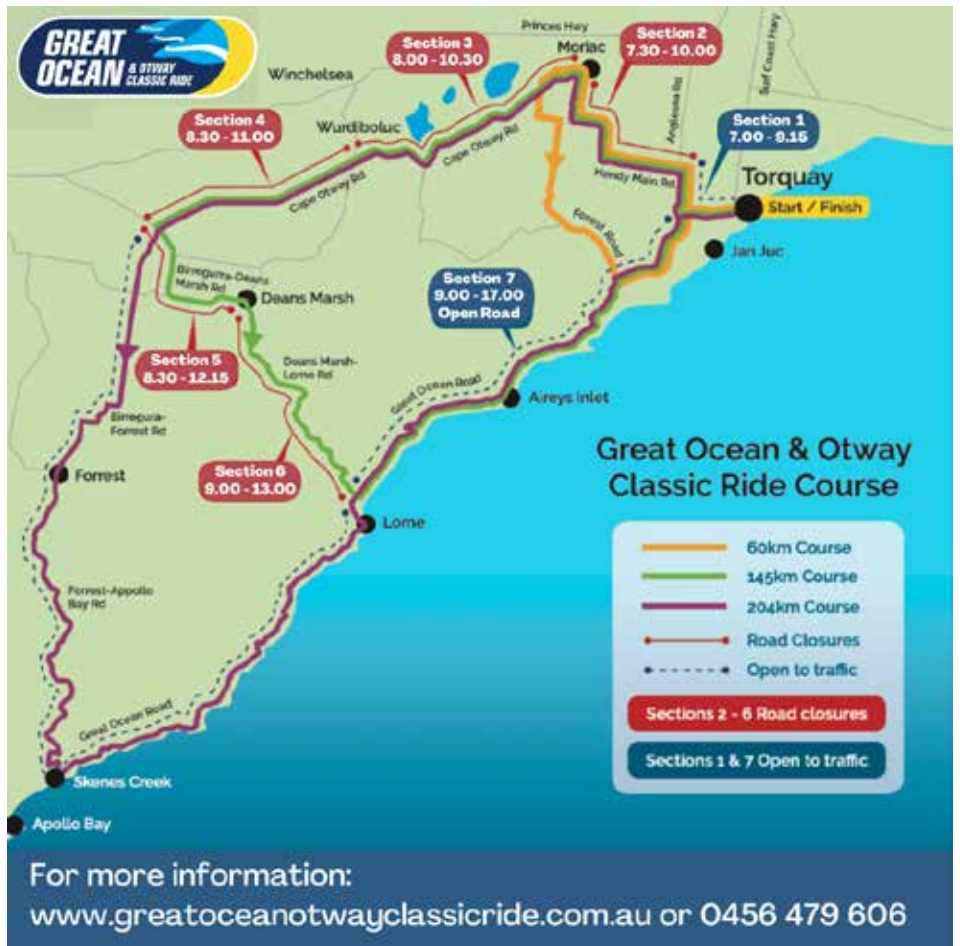 GREAT
OCEAN & OTWAY
CLASSIC RIDE
Princes Hwy
Section 2
7.30 - 10.00
Surf Coast Hwy
Section 3
8.00 - 10.30
Moriac
Winchelsea
Anglesea Rd
Section 4
8.30 - 11.00
Wurdiboluc
Section 1
7.00 - 9.15
Cape Otway Rd
Cape Otway Rd
Hendy Main Rd
Torquay
Start / Finish
Forest Road
Jan Juc
Birregurra-Deans
Marsh Rd
Section 7
9.00 - 17.00
Open Road
Deans Marsh
Section 5
8.30 - 12.15
Deans Marsh-
Lorne Rd
Great Ocean Road
Aireys Inlet
Birregura-
Forrest Rd
Forrest
Section 6
9.00 - 13.00
Lorne
Great Ocean & Otway
Classic Ride Course
60km Course
145km Course
204km Course
Road Closures
Open to traffic
Sections 2 - 6 Road closures
Sections 1 & 7 Open to traffic
Forrest-Appollo
Bay Rd
Great Ocean Road
Skenes Creek
Apollo Bay
For more information:
www.greatoceanotwayclassicride.com.au or 0456 479 606